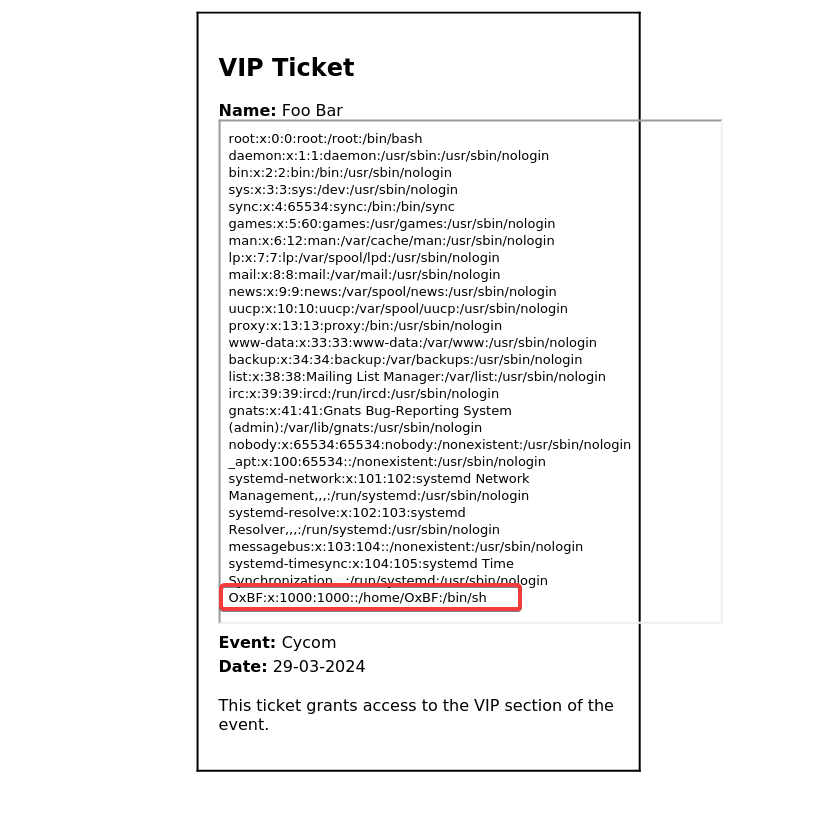 VIP Ticket
Name: Foo Bar
root:x:0:0:root:/root:/bin/bash
daemon:x:1:1:daemon:/usr/sbin:/usr/sbin/nologin
bin:x:2:2:bin:/bin:/usr/sbin/nologin
sys:x:3:3:sys:/dev:/usr/sbin/nologin
sync:x:4:65534:sync:/bin:/bin/sync
games:x:5:60:games:/usr/games:/usr/sbin/nologin
man:x:6:12:man:/var/cache/man:/usr/sbin/nologin
lp:x:7:7:lp:/var/spool/lpd:/usr/sbin/nologin
mail:x:8:8:mail:/var/mail:/usr/sbin/nologin
news:x:9:9:news:/var/spool/news:/usr/sbin/nologin
uucp:x:10:10:uucp:/var/spool/uucp:/usr/sbin/nologin
proxy:x:13:13:proxy:/bin:/usr/sbin/nologin
www-data:x:33:33:www-data:/var/www:/usr/sbin/nologin
backup:x:34:34:backup:/var/backups:/usr/sbin/nologin
list:x:38:38:Mailing List Manager:/var/list:/usr/sbin/nologin
irc:x:39:39:ircd:/run/ircd:/usr/sbin/nologin
gnats:x:41:41:Gnats Bug-Reporting System
(admin):/var/lib/gnats:/usr/sbin/nologin
nobody:x:65534:65534:nobody:/nonexistent:/usr/sbin/nologin
_apt:x:100:65534::/nonexistent:/usr/sbin/nologin
systemd-network:x:101:102:systemd Network
Management,,,:/run/systemd:/usr/sbin/nologin
systemd-resolve:x:102:103:systemd
Resolver,,,:/run/systemd:/usr/sbin/nologin
messagebus:x:103:104::/nonexistent:/usr/sbin/nologin
systemd-timesync:x:104:105:systemd Time
Synchronization,,,:/run/systemd:/usr/sbin/nologin
OxBF:x:1000:1000::/home/OxBF:/bin/sh
Event: Cycom
Date: 29-03-2024
This ticket grants access to the VIP section of the
event.